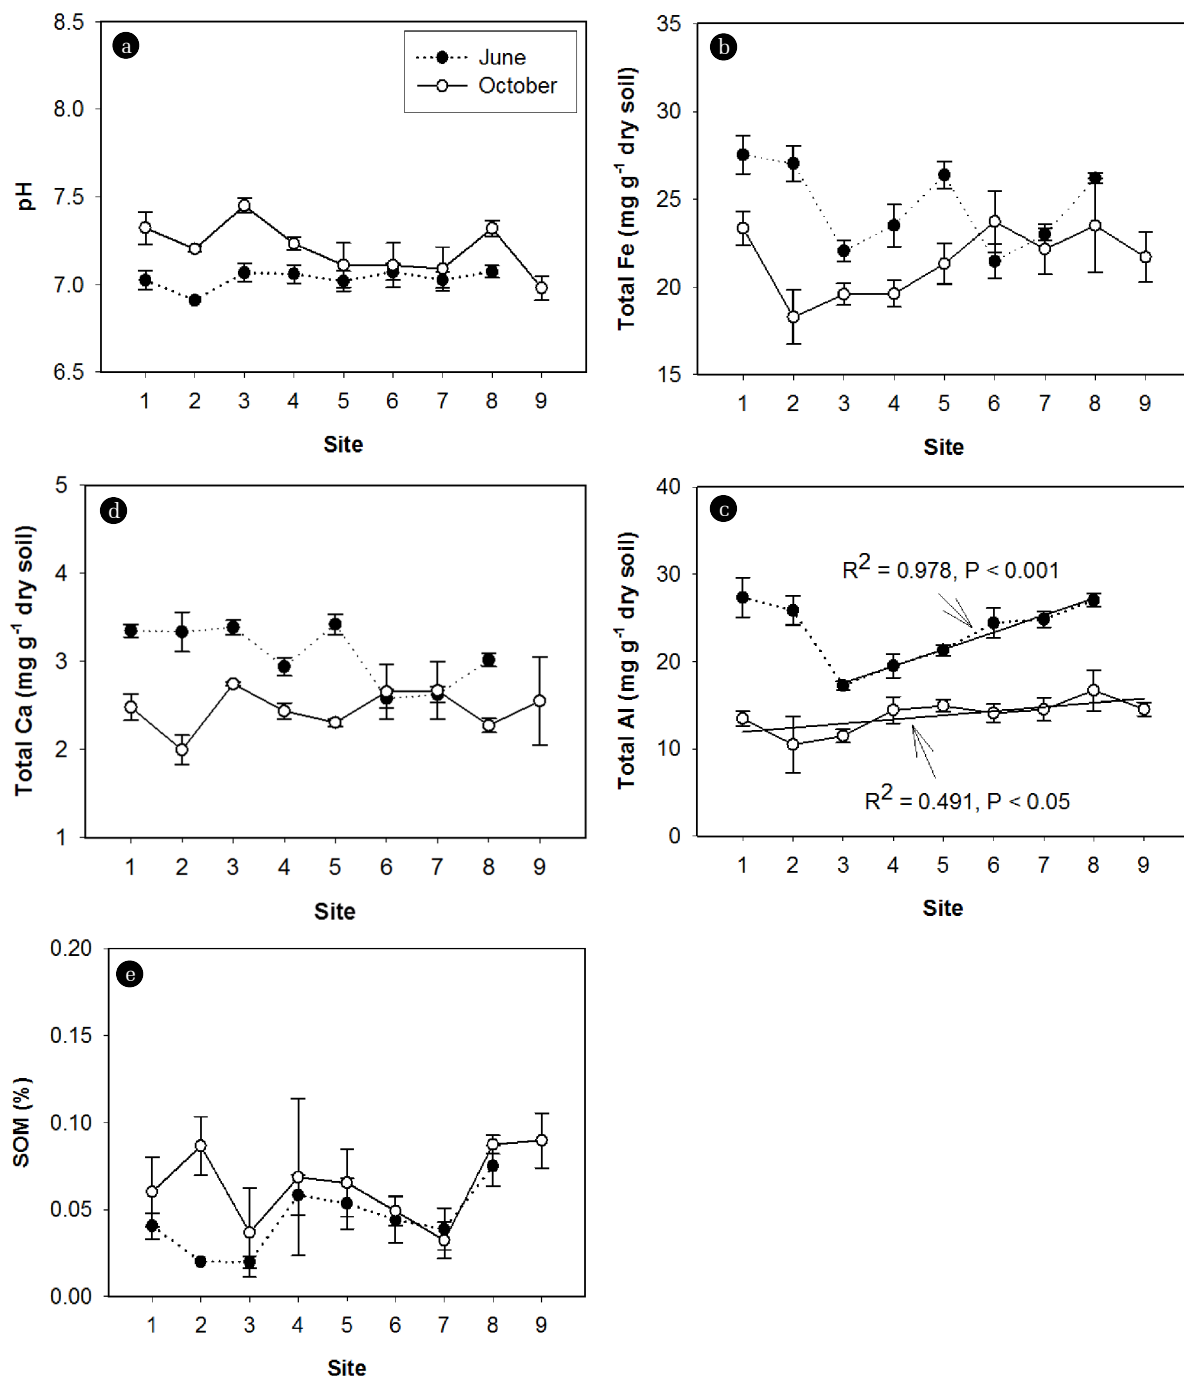 a
June
October
8.5
8.0
7.5
7.0
6.5
pH
1 2 3 4 5 6 7 8 9
Site
b
35
30
25
20
15
Total Fe (mg g-1 dry soil)
1 2 3 4 5 6 7 8 9
Site
d
5
4
3
2
1
Total Ca (mg g-1 dry soil)
1 2 3 4 5 6 7 8 9
Site
c
40
30
20
10
0
Total Al (mg g-1 dry soil)
R2 = 0.978, P < 0.001
R2 = 0.491, P < 0.05
1 2 3 4 5 6 7 8 9
Site
e
0.20
0.15
0.10
0.05
0.00
SOM (%)
1 2 3 4 5 6 7 8 9
Site